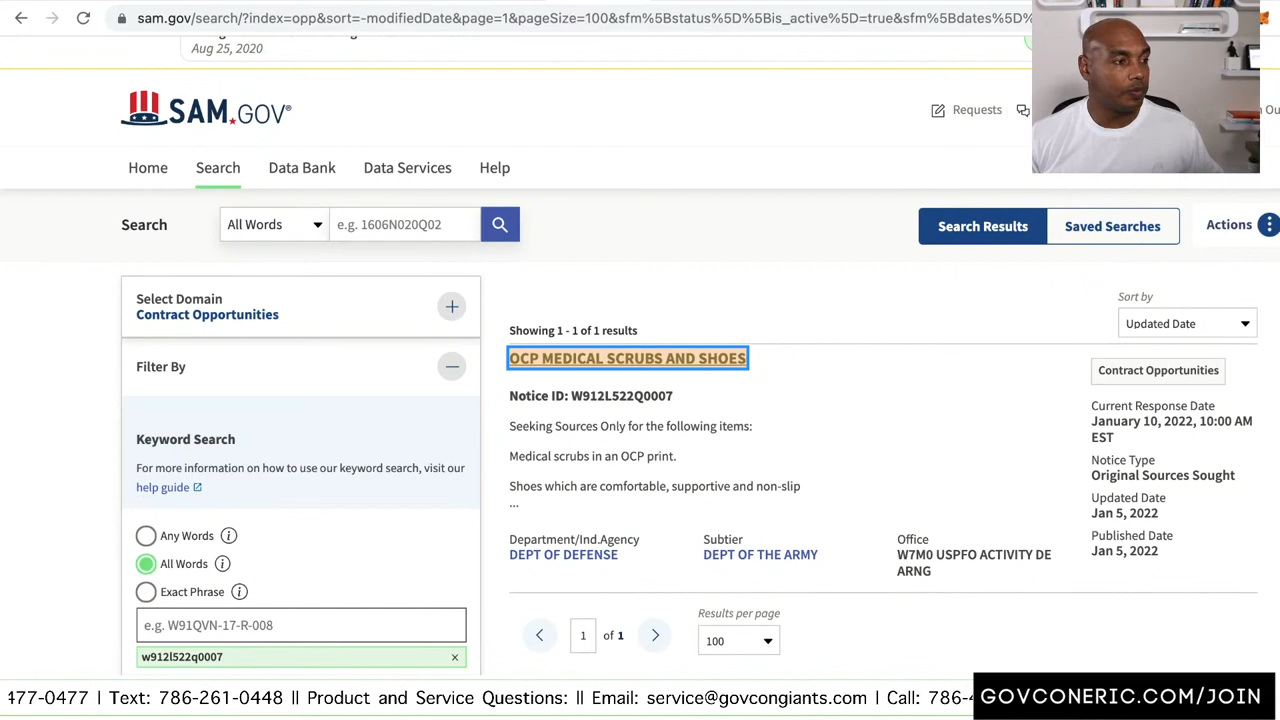 sam.gov/search/?index=opp&sort=-modifiedDate&page=1&pageSize=100&sfm%5Bstatus%5D%5Bis_active%5D=true&sfm%5Bdates%5D%
Aug 25, 2020
SAM.GOV®
Requests
Home Search Data Bank Data Services Help
Search All Words e.g. 1606N020Q02 Search Results Saved Searches Actions
Select Domain
Contract Opportunities
Filter By
Keyword Search
For more information on how to use our keyword search, visit our
help guide
Any Words
All Words
Exact Phrase
e.g. W91QVN-17-R-008
w912l522q0007 ×
Sort by
Updated Date
Showing 1 - 1 of 1 results
OCP MEDICAL SCRUBS AND SHOES
Notice ID: W912L522Q0007
Seeking Sources Only for the following items:
Medical scrubs in an OCP print.
Shoes which are comfortable, supportive and non-slip
...
Department/Ind.Agency
DEPT OF DEFENSE
Subtier
DEPT OF THE ARMY
Office
W7M0 USPFO ACTIVITY DE
ARNG
Contract Opportunities
Current Response Date
January 10, 2022, 10:00 AM
EST
Notice Type
Original Sources Sought
Updated Date
Jan 5, 2022
Published Date
Jan 5, 2022
1 of 1
Results per page
100
477-0477 | Text: 786-261-0448 || Product and Service Questions: || Email: service@govcongiants.com | Call: 786-4
GOVCONERIC.COM/JOIN